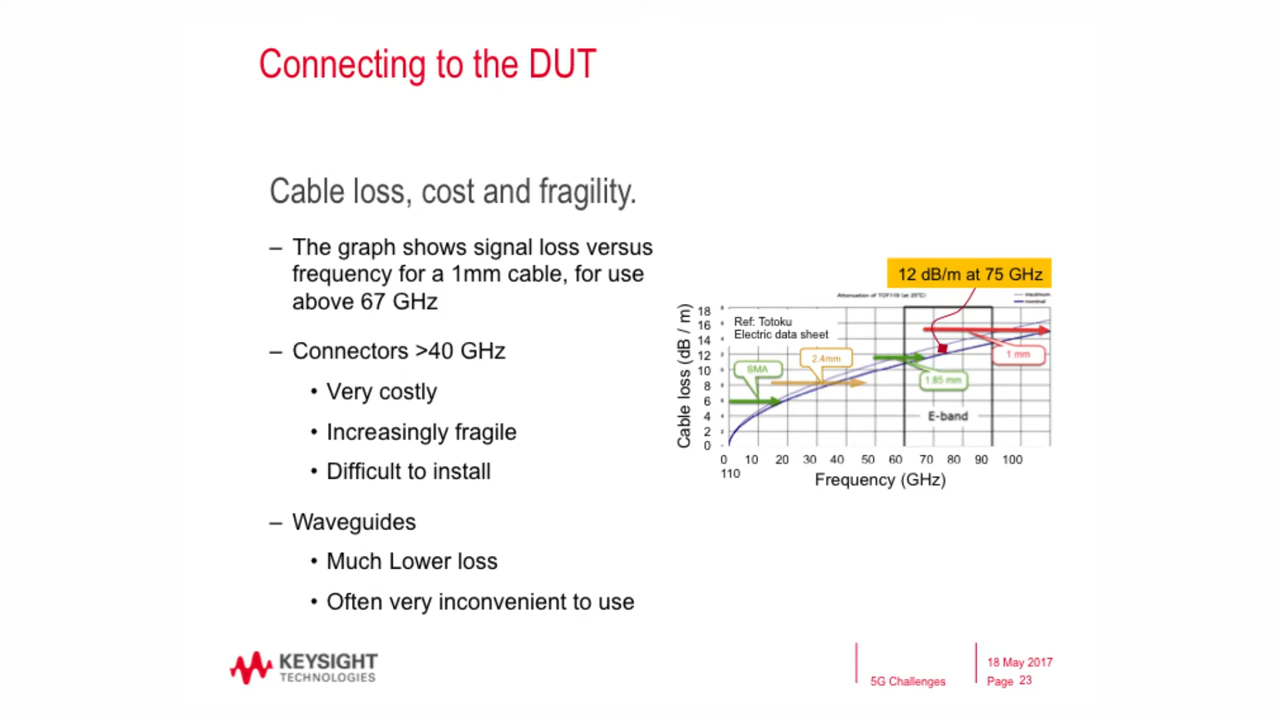 Connecting to the DUT
Cable loss, cost and fragility.
– The graph shows signal loss versus
frequency for a 1mm cable, for use
above 67 GHz
– Connectors >40 GHz
• Very costly
• Increasingly fragile
• Difficult to install
– Waveguides
• Much Lower loss
• Often very inconvenient to use
12 dB/m at 75 GHz
maximum
nominal
Ref: Totoku
Electric data sheet
SMA
2.4mm
1.85 mm
1 mm
E-band
Cable loss (dB / m)
18
16
14
12
10
8
6
4
2
0
0 10 20 30 40 50 60 70 80 90 100
110
Frequency (GHz)
KEYSIGHT
TECHNOLOGIES
5G Challenges
18 May 2017
Page 23